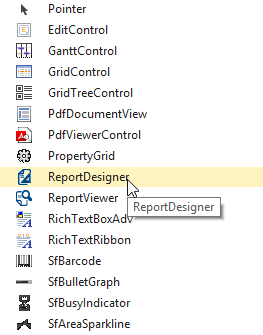 Pointer
EditControl
GanttControl
GridControl
GridTreeControl
PdfDocumentView
PdfViewerControl
PropertyGrid
ReportDesigner
ReportViewer
ReportDesigner
RichTextBoxAdv
RichTextRibbon
SfBarcode
SfBulletGraph
SfBusyIndicator
SfAreaSparkline